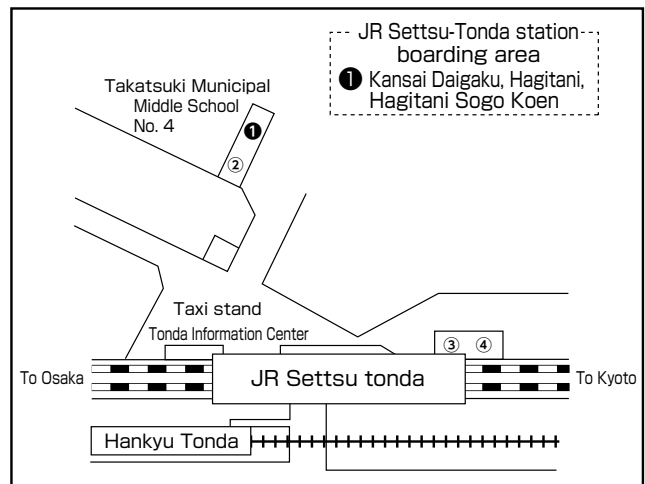 JR Settsu-Tonda station
boarding area
❶ Kansai Daigaku, Hagitani,
Hagitani Sogo Koen
Takatsuki Municipal
Middle School
No. 4
❶
②
Taxi stand
Tonda Information Center
③ ④
To Osaka
JR Settsu tonda
To Kyoto
Hankyu Tonda